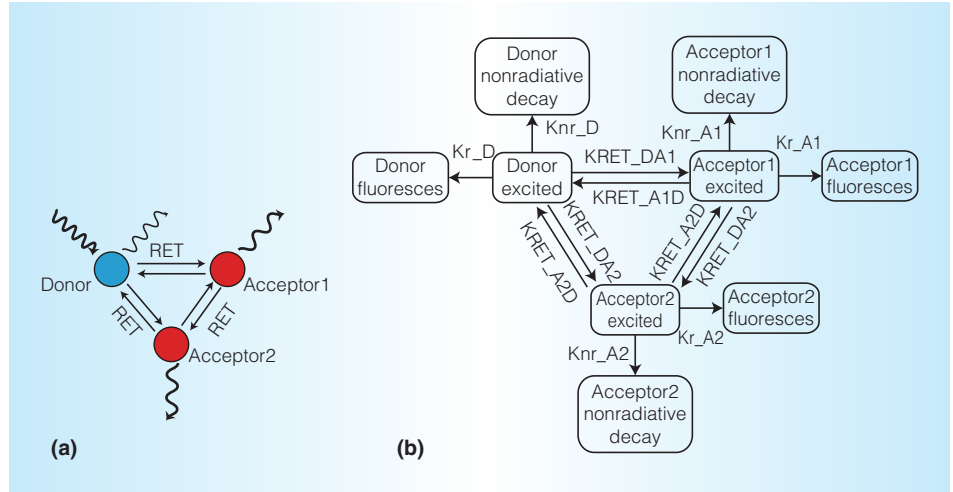 RET
Donor
Acceptor1
RET
RET
Acceptor2
(a)
Donor
nonradiative
decay
Acceptor1
nonradiative
decay
Knr_D
Knr_A1
Kr_D
Kr_A1
Donor
fluoresces
Donor
excited
KRET_DA1
KRET_A1D
Acceptor1
excited
Acceptor1
fluoresces
KRET_DA2
KRET_A2D
KRET_A2D
KRET_DA2
Acceptor2
excited
Acceptor2
fluoresces
Kr_A2
Knr_A2
Acceptor2
nonradiative
decay
(b)